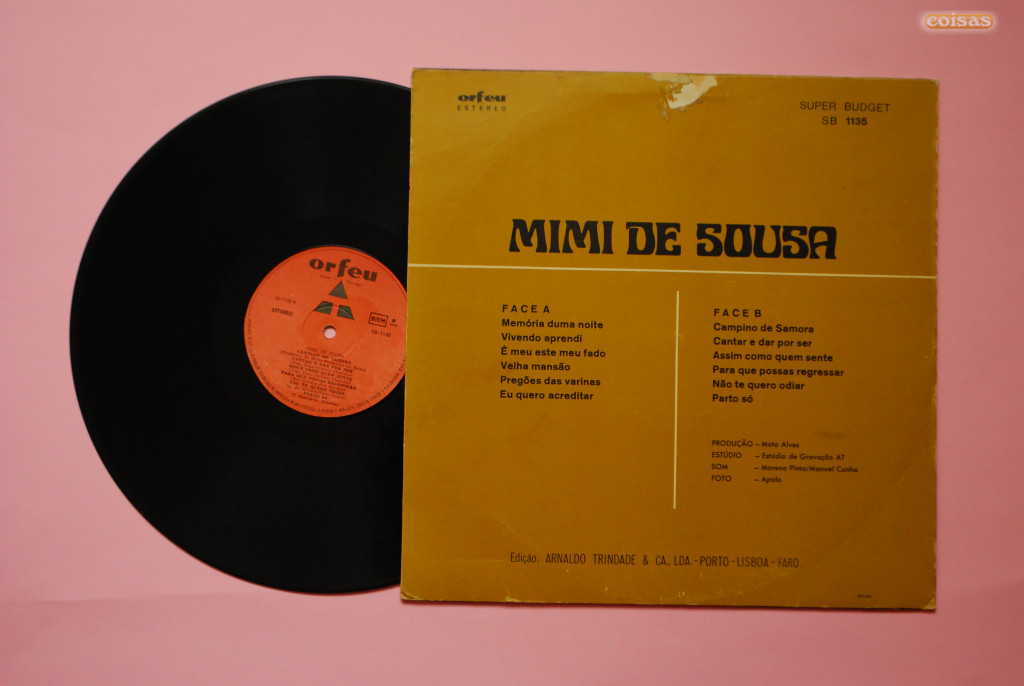 coisas
orfeu
ESTEREO
SUPER BUDGET
SB 1135
MIMI DE SOUSA
FACE A
Memória duma noite
Vivendo aprendi
É meu este meu fado
Velha mansão
Pregões das varinas
Eu quero acreditar
FACE B
Campino de Samora
Cantar e dar por ser
Assim como quem sente
Para que possas regressar
Não te quero odiar
Parto só
PRODUÇÃO – Mota Alves
ESTÚDIO – Estúdio de Gravação AT
SOM – Moreno Pinto/Manuel Cunha
FOTO – Apolo
Edição: ARNALDO TRINDADE & CA., LDA. - PORTO - LISBOA - FARO
orfeu
ESTEREO
BIEM
SB-1135